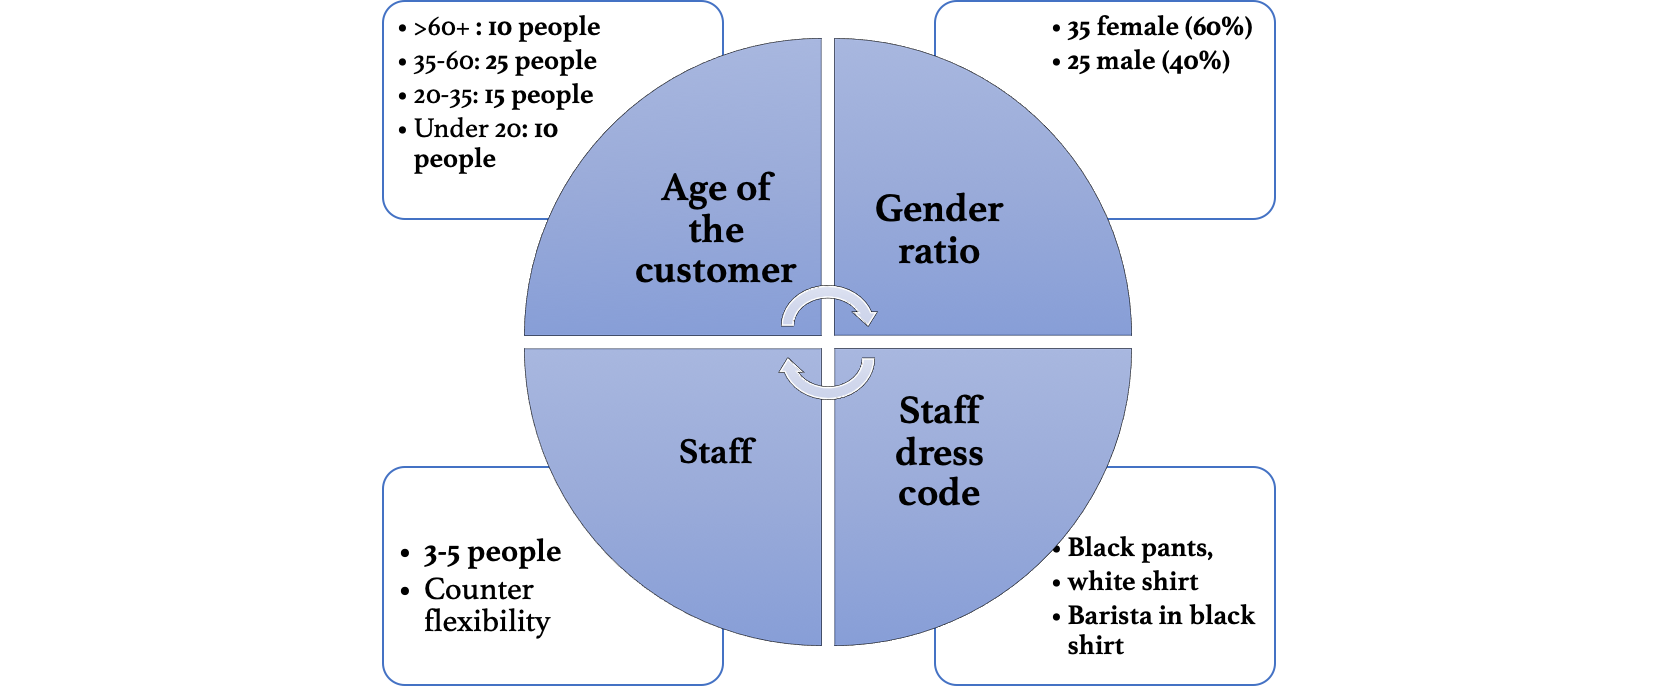 • >60+ : 10 people
• 35-60: 25 people
• 20-35: 15 people
• Under 20: 10
people
• 35 female (60%)
• 25 male (40%)
Age of
the
customer
Gender
ratio
Staff
Staff
dress
code
• 3-5 people
• Counter
flexibility
• Black pants,
• white shirt
• Barista in black
shirt